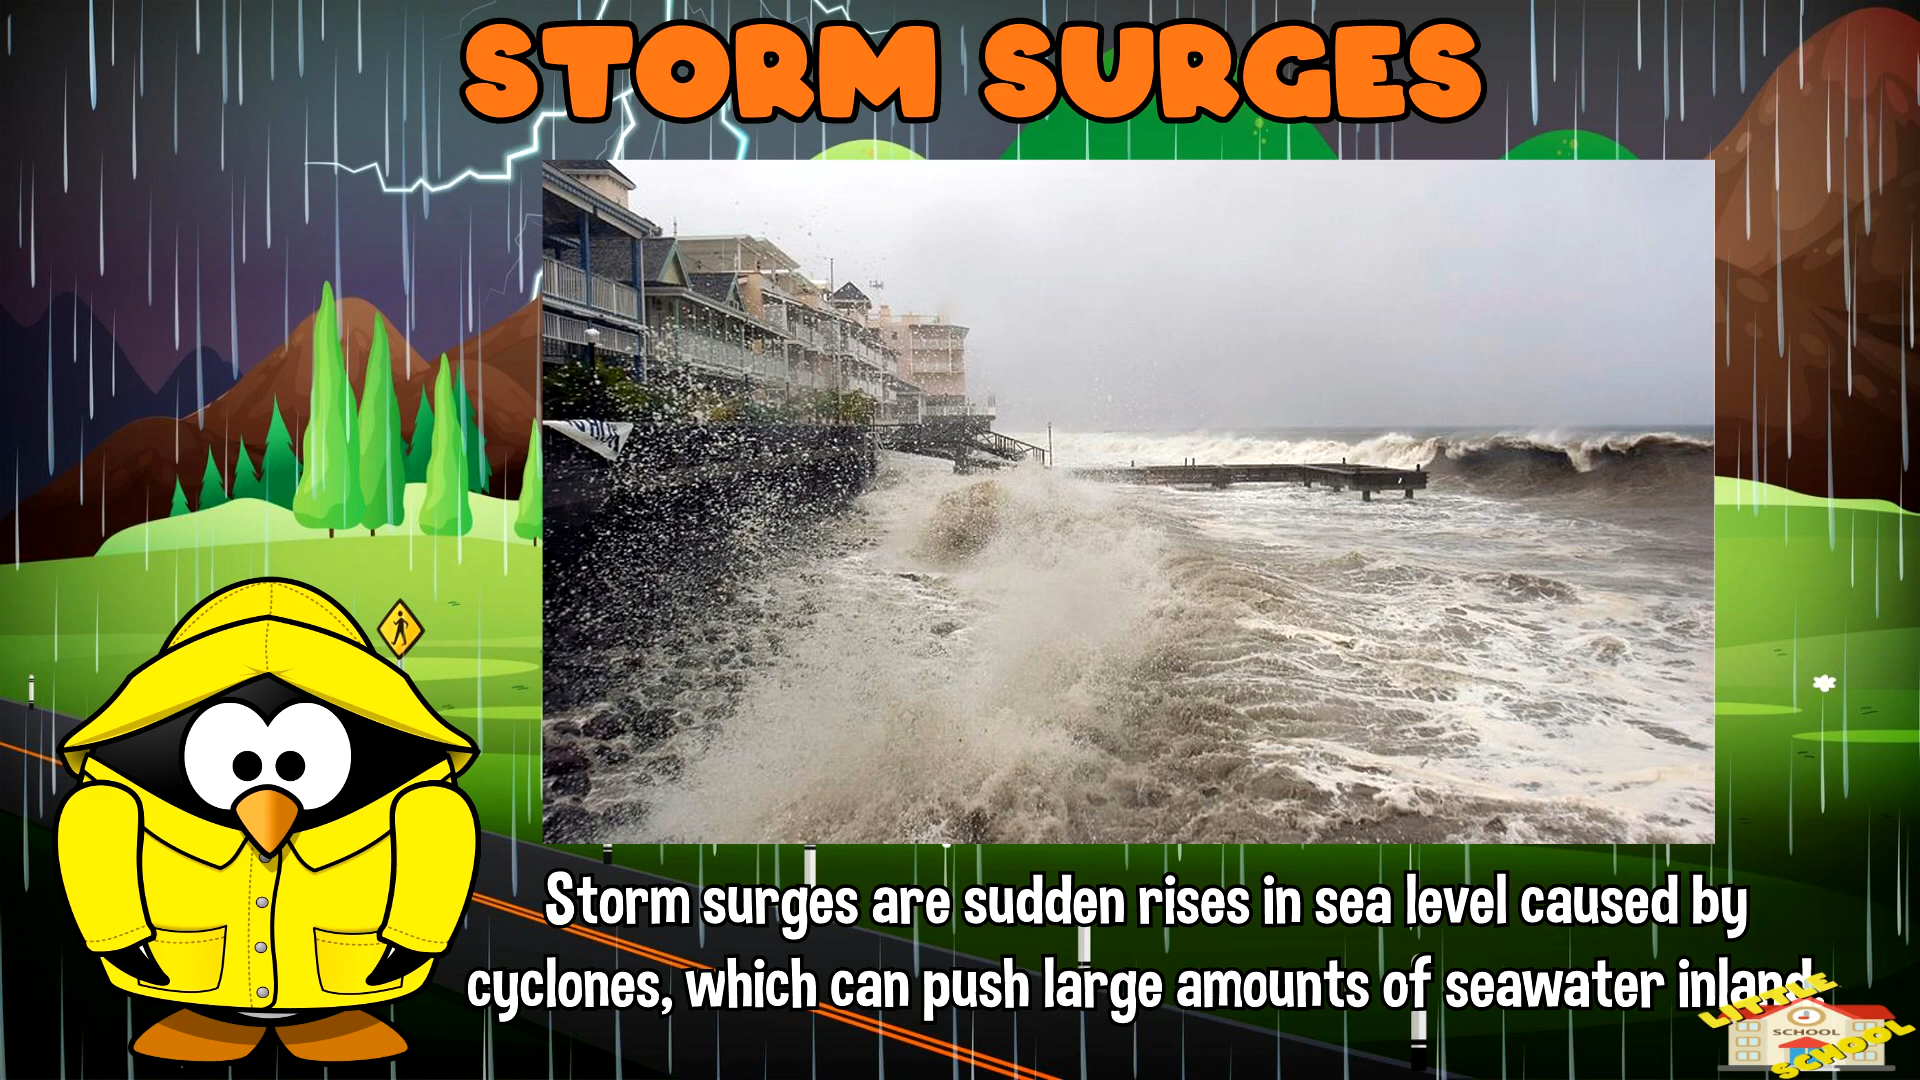 STORM SURGES
Storm surges are sudden rises in sea level caused by
cyclones, which can push large amounts of seawater inland.
LITTLE
SCHOOL
SCHOOL